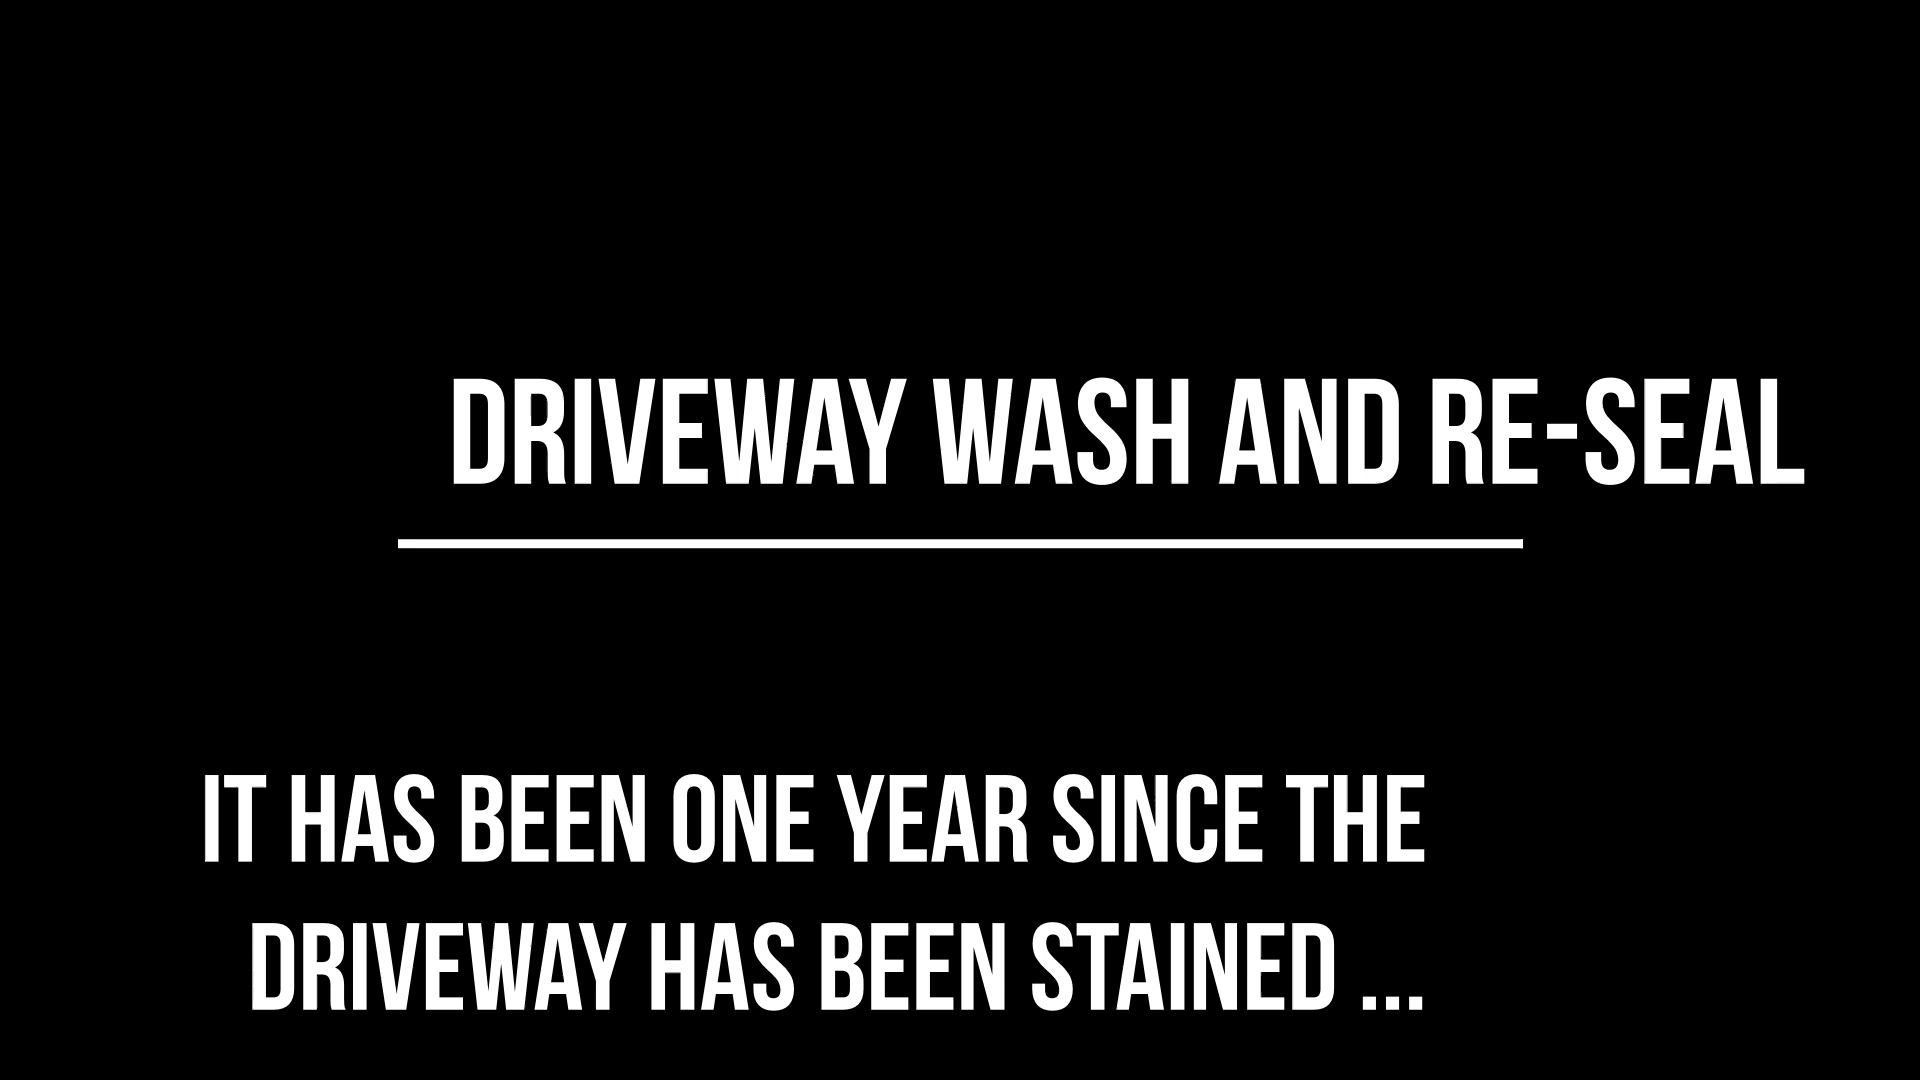 DRIVEWAY WASH AND RE-SEAL
IT HAS BEEN ONE YEAR SINCE THE
DRIVEWAY HAS BEEN STAINED ...